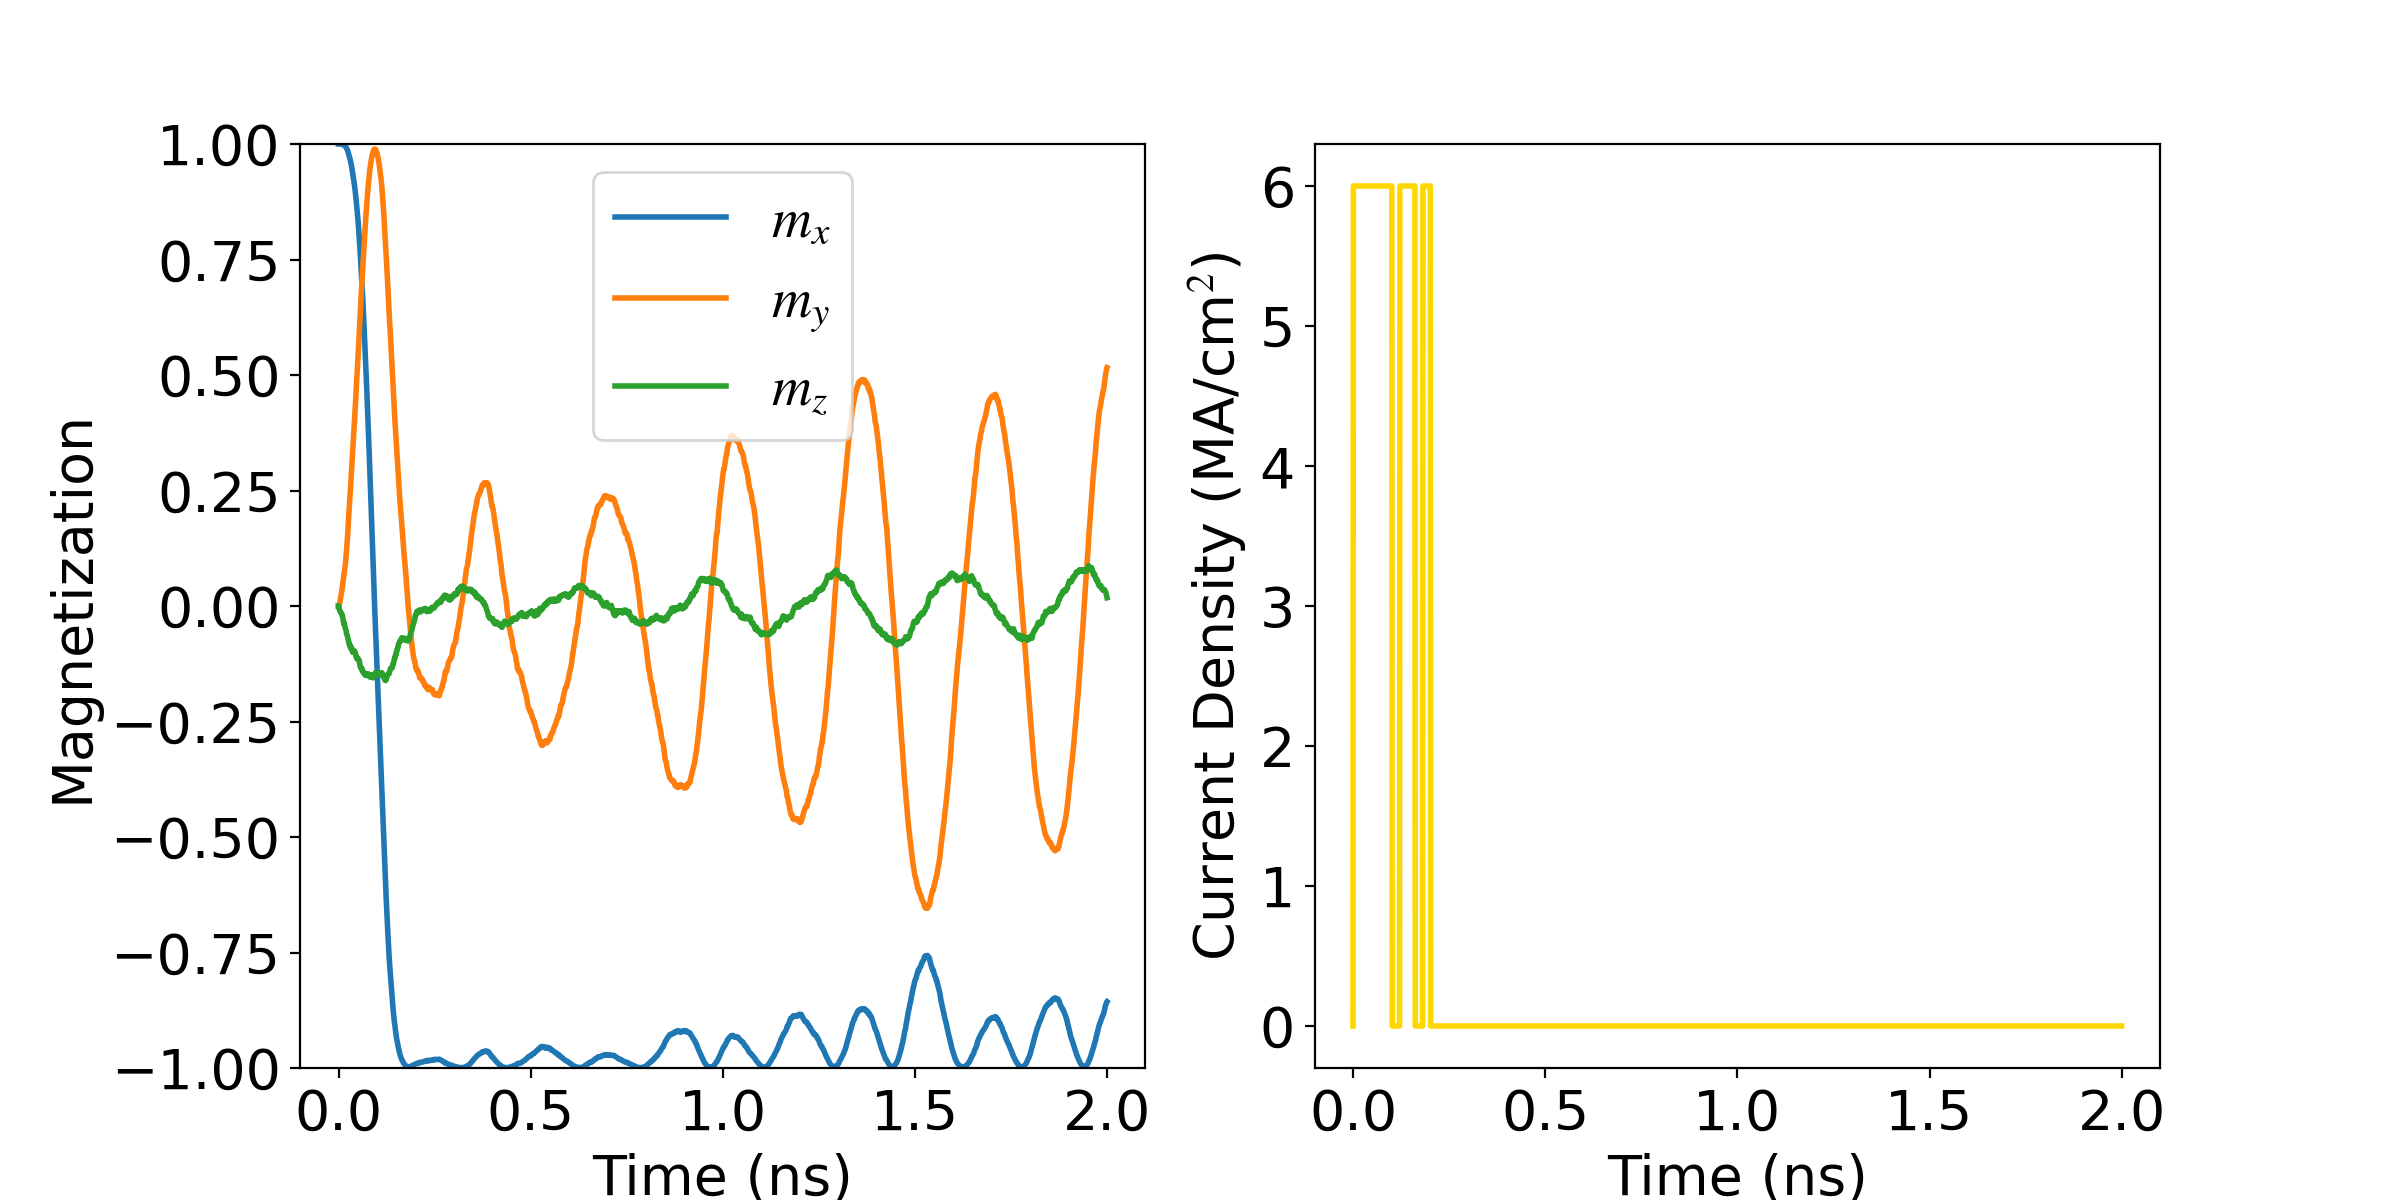 1.00
0.75
0.50
0.25
0.00
−0.25
−0.50
−0.75
−1.00
0.0 0.5 1.0 1.5 2.0
Time (ns)
Magnetization
m_x
m_y
m_z
6
5
4
3
2
1
0
0.0 0.5 1.0 1.5 2.0
Time (ns)
Current Density (MA/cm²)